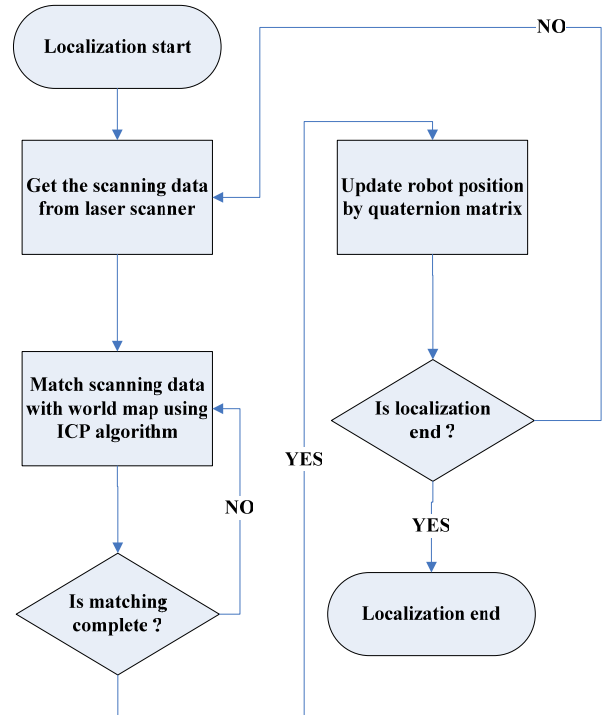 Localization start
Get the scanning data
from laser scanner
Match scanning data
with world map using
ICP algorithm
NO
Is matching
complete ?
YES
Update robot position
by quaternion matrix
Is localization
end ?
NO
YES
Localization end